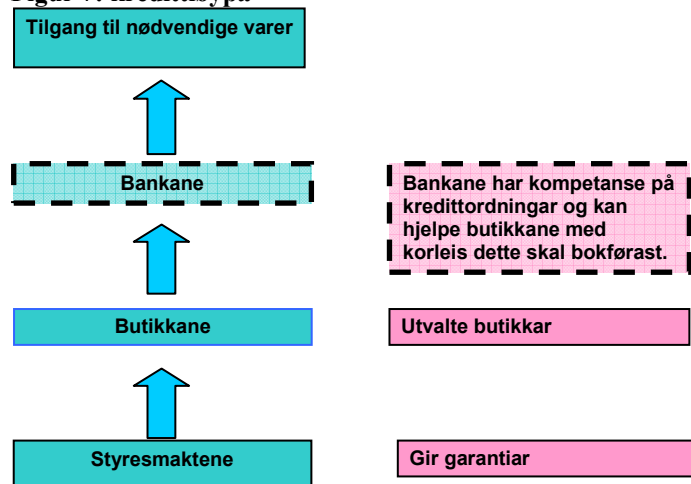 Tilgang til nødvendige varer
Bankane
Bankane har kompetanse på
kredittordningar og kan
hjelpe butikkane med
korleis dette skal bokførast.
Butikkane
Utvalte butikkar
Styresmaktene
Gir garantiar